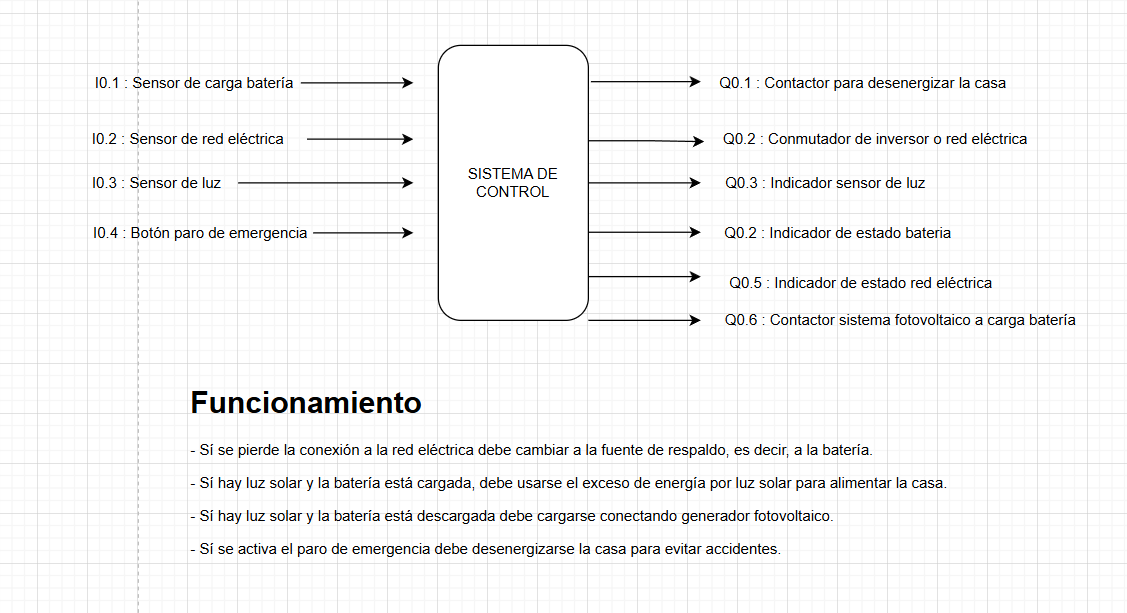 I0.1 : Sensor de carga batería
Q0.1 : Contactor para desenergizar la casa
I0.2 : Sensor de red eléctrica
Q0.2 : Conmutador de inversor o red eléctrica
SISTEMA DE
CONTROL
I0.3 : Sensor de luz
Q0.3 : Indicador sensor de luz
I0.4 : Botón paro de emergencia
Q0.2 : Indicador de estado bateria
Q0.5 : Indicador de estado red eléctrica
Q0.6 : Contactor sistema fotovoltaico a carga batería
Funcionamiento
- Sí se pierde la conexión a la red eléctrica debe cambiar a la fuente de respaldo, es decir, a la batería.
- Sí hay luz solar y la batería está cargada, debe usarse el exceso de energía por luz solar para alimentar la casa.
- Sí hay luz solar y la batería está descargada debe cargarse conectando generador fotovoltaico.
- Sí se activa el paro de emergencia debe desenergizarse la casa para evitar accidentes.